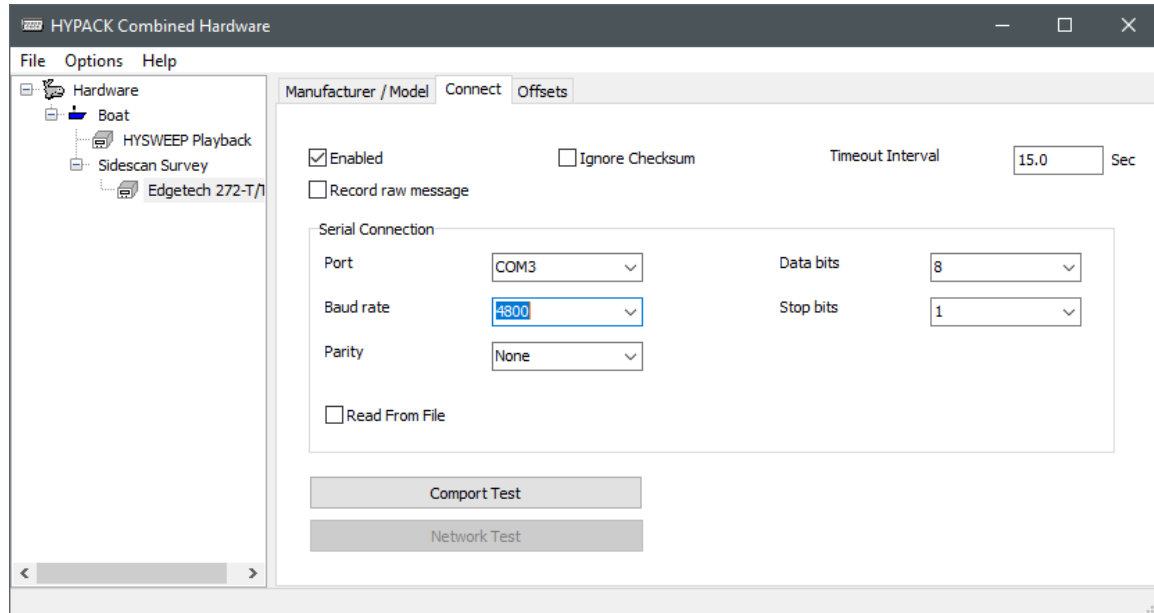 HYPACK Combined Hardware
File Options Help
Hardware
Boat
HYSWEEP Playback
Sidescan Survey
Edgetech 272-T/T
Manufacturer / Model Connect Offsets
Enabled Ignore Checksum Timeout Interval 15.0 Sec
Record raw message
Serial Connection
Port COM3 Data bits 8
Baud rate 4800 Stop bits 1
Parity None
Read From File
Comport Test
Network Test